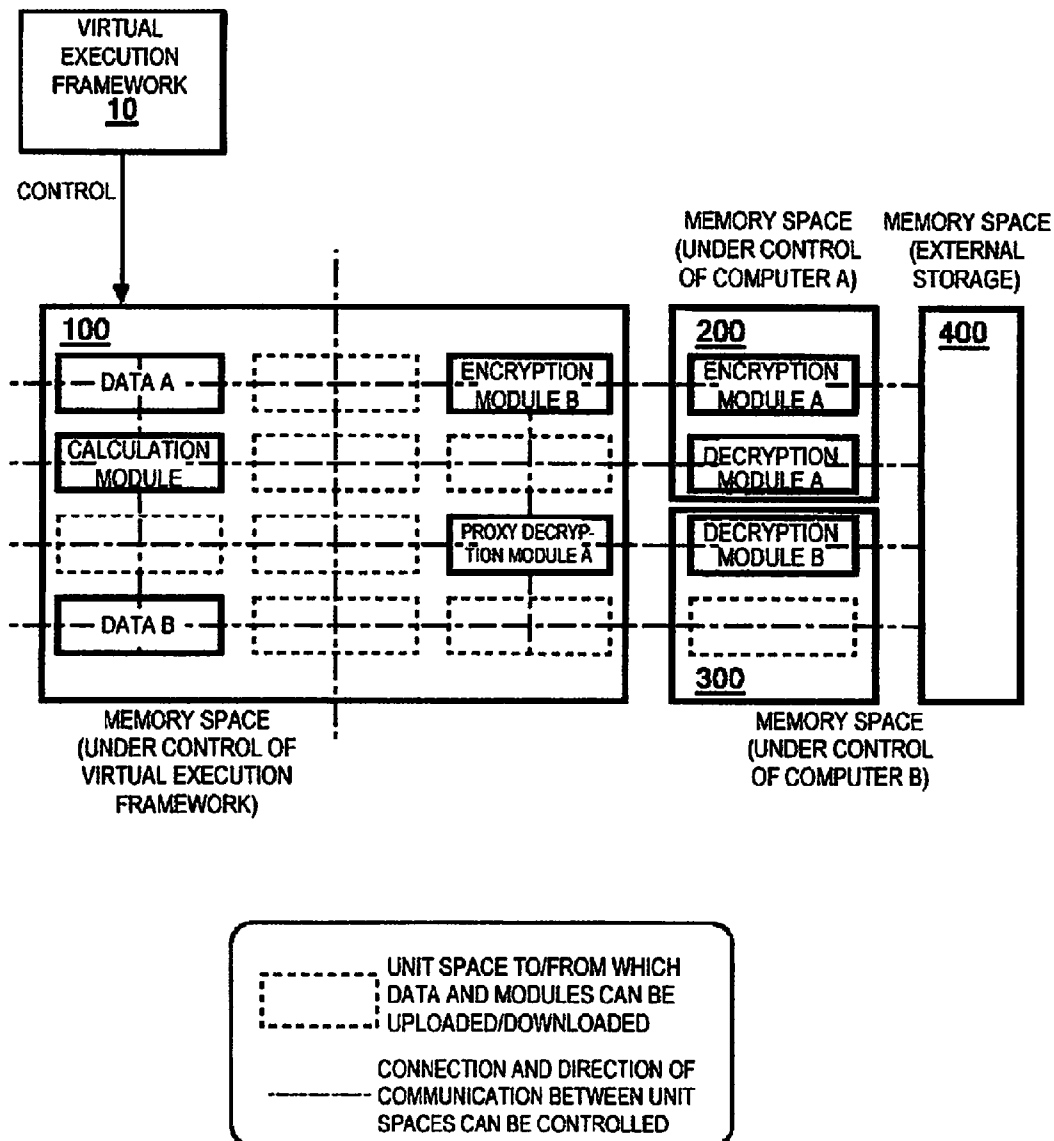 VIRTUAL
EXECUTION
FRAMEWORK
10
CONTROL
MEMORY SPACE
(UNDER CONTROL
OF COMPUTER A)
MEMORY SPACE
(EXTERNAL
STORAGE)
100
200
400
DATA A
ENCRYPTION
MODULE B
ENCRYPTION
MODULE A
CALCULATION
MODULE
DECRYPTION
MODULE A
PROXY DECRYP-
TION MODULE A
DECRYPTION
MODULE B
DATA B
300
MEMORY SPACE
(UNDER CONTROL OF
VIRTUAL EXECUTION
FRAMEWORK)
MEMORY SPACE
(UNDER CONTROL
OF COMPUTER B)
UNIT SPACE TO/FROM WHICH
DATA AND MODULES CAN BE
UPLOADED/DOWNLOADED
CONNECTION AND DIRECTION OF
COMMUNICATION BETWEEN UNIT
SPACES CAN BE CONTROLLED